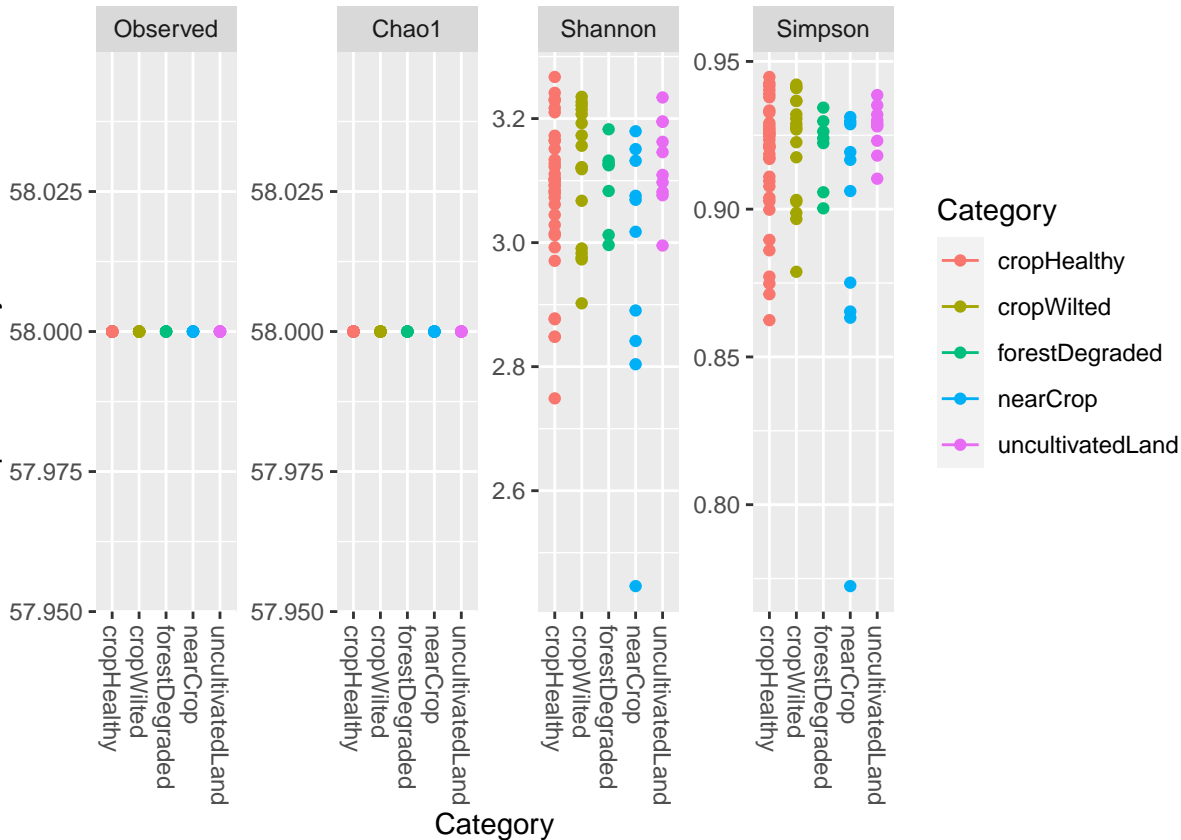 Observed Chao1 Shannon Simpson
58.025
58.000
57.975
57.950
58.025
58.000
57.975
57.950
3.2
3.0
2.8
2.6
0.95
0.90
0.85
0.80
cropHealthy
cropWilted
forestDegraded
nearCrop
uncultivatedLand
cropHealthy
cropWilted
forestDegraded
nearCrop
uncultivatedLand
cropHealthy
cropWilted
forestDegraded
nearCrop
uncultivatedLand
cropHealthy
cropWilted
forestDegraded
nearCrop
uncultivatedLand
Category
Category
cropHealthy
cropWilted
forestDegraded
nearCrop
uncultivatedLand